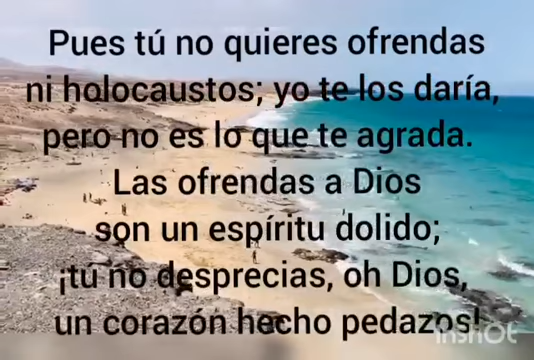 Pues tú no quieres ofrendas
ni holocaustos; yo te los daría,
pero no es lo que te agrada.
Las ofrendas a Dios
son un espíritu dolido;
¡tú no desprecias, oh Dios,
un corazón hecho pedazos!
InShOT